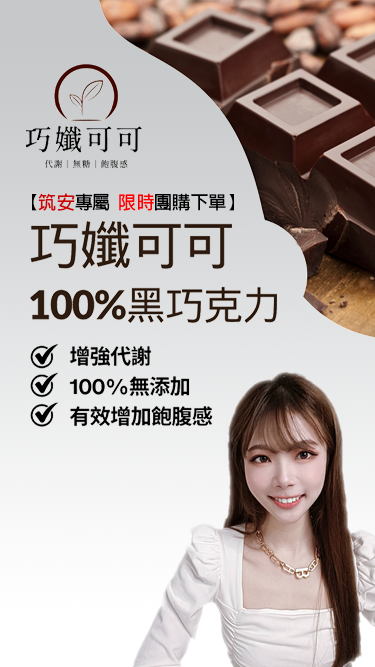 巧孅可可
代謝｜無糖｜飽腹感
【筑安專屬 限時團購下單】
巧孅可可
100%黑巧克力
增強代謝
100%無添加
有效增加飽腹感